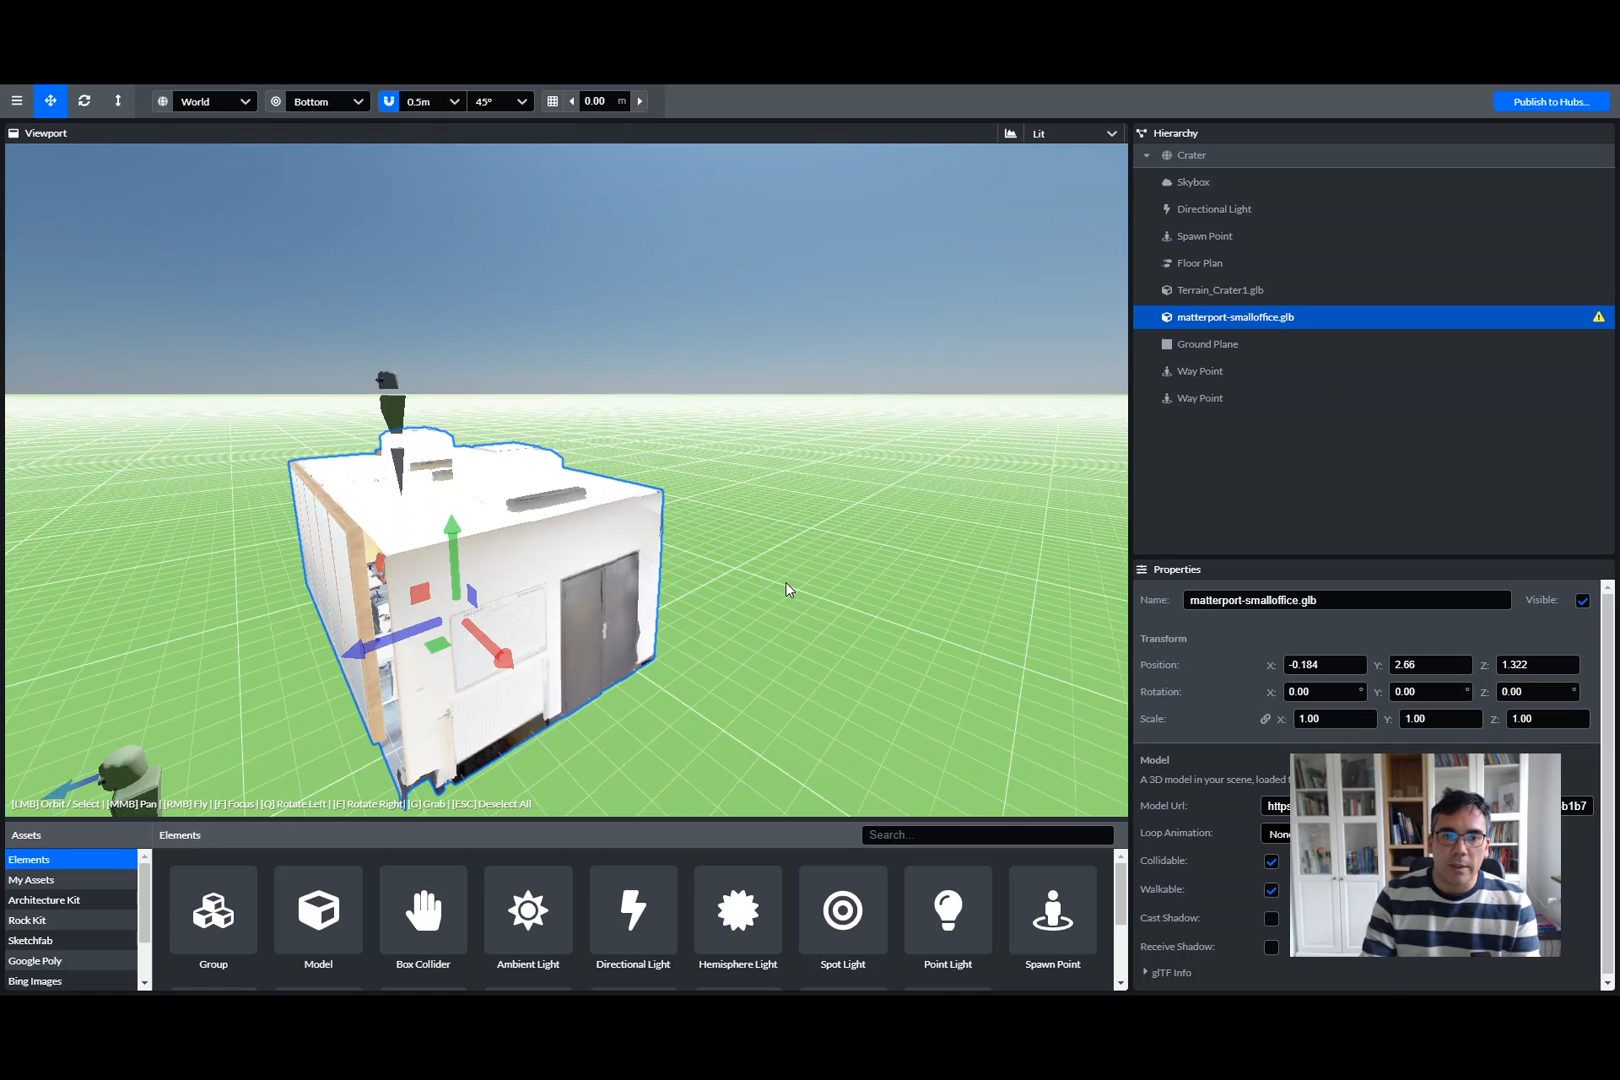 World
Bottom
0.5m
45°
0.00 m
Publish to Hubs...
Viewport
Lit
Hierarchy
Crater
Skybox
Directional Light
Spawn Point
Floor Plan
Terrain_Crater1.glb
matterport-smalloffice.glb
Ground Plane
Way Point
Way Point
Properties
Name: matterport-smalloffice.glb Visible:
Transform
Position: X: -0.184 Y: 2.66 Z: 1.322
Rotation: X: 0.00 ° Y: 0.00 ° Z: 0.00 °
Scale: X: 1.00 Y: 1.00 Z: 1.00
Model
A 3D model in your scene, loaded
Model Url: https b1b7
Loop Animation: None
Collidable:
Walkable:
Cast Shadow:
Receive Shadow:
glTF Info
[LMB] Orbit / Select | [MMB] Pan | [RMB] Fly | [F] Focus | [Q] Rotate Left | [E] Rotate Right | [G] Grab | [ESC] Deselect All
Assets
Elements
My Assets
Architecture Kit
Rock Kit
Sketchfab
Google Poly
Bing Images
Elements
Search...
Group
Model
Box Collider
Ambient Light
Directional Light
Hemisphere Light
Spot Light
Point Light
Spawn Point